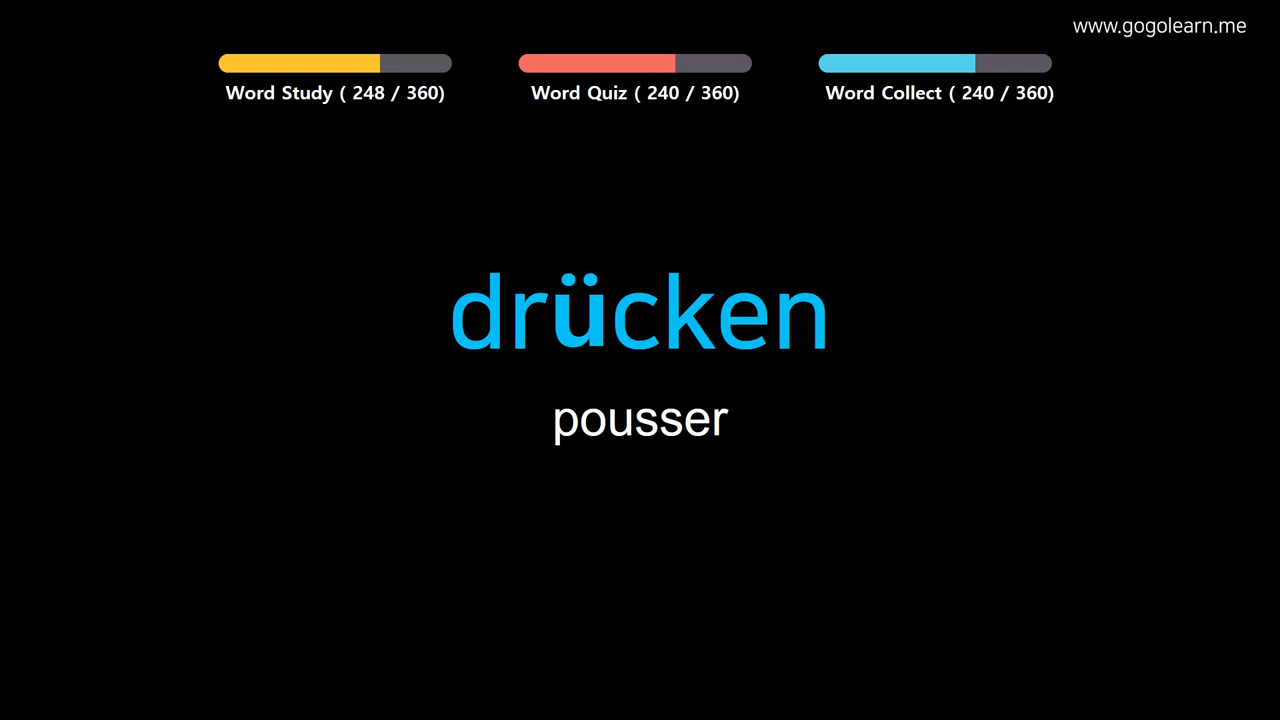 www.gogolearn.me
Word Study ( 248 / 360)
Word Quiz ( 240 / 360)
Word Collect ( 240 / 360)
drücken
pousser